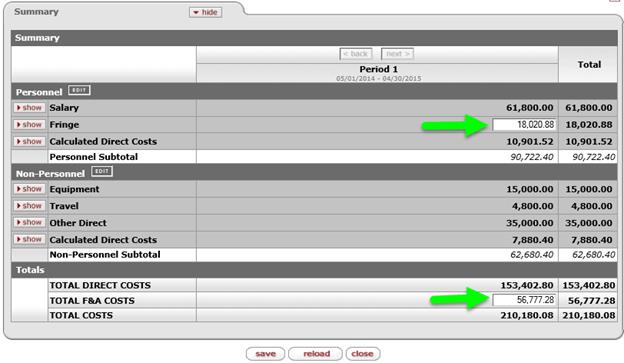 Summary
hide
Summary
< back next >
Period 1 Total
05/01/2014 - 04/30/2015
Personnel EDIT
show Salary 61,800.00 61,800.00
show Fringe 18,020.88 18,020.88
show Calculated Direct Costs 10,901.52 10,901.52
Personnel Subtotal 90,722.40 90,722.40
Non-Personnel EDIT
show Equipment 15,000.00 15,000.00
show Travel 4,800.00 4,800.00
show Other Direct 35,000.00 35,000.00
show Calculated Direct Costs 7,880.40 7,880.40
Non-Personnel Subtotal 62,680.40 62,680.40
Totals
TOTAL DIRECT COSTS 153,402.80 153,402.80
TOTAL F&A COSTS 56,777.28 56,777.28
TOTAL COSTS 210,180.08 210,180.08
save reload close